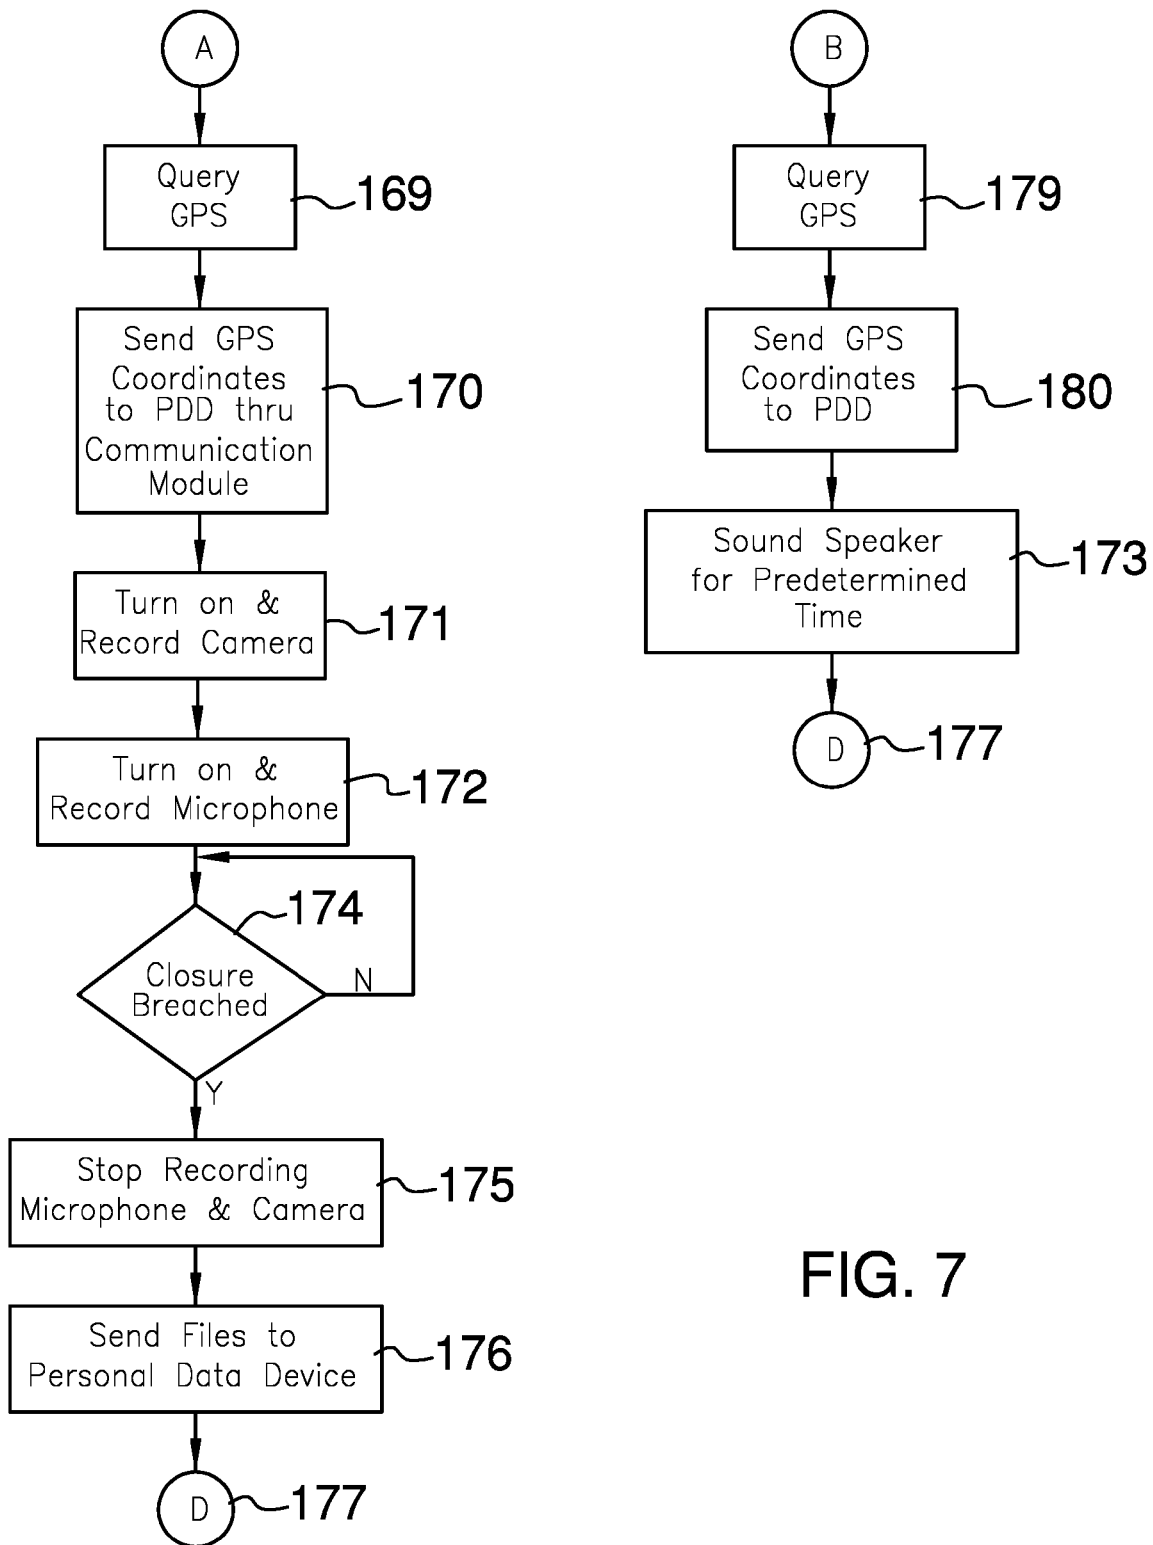 A
Query
GPS
169
Send GPS
Coordinates
to PDD thru
Communication
Module
170
Turn on &
Record Camera
171
Turn on &
Record Microphone
172
174
Closure
Breached
N
Y
Stop Recording
Microphone & Camera
175
Send Files to
Personal Data Device
176
D
177
B
Query
GPS
179
Send GPS
Coordinates
to PDD
180
Sound Speaker
for Predetermined
Time
173
D
177
FIG. 7